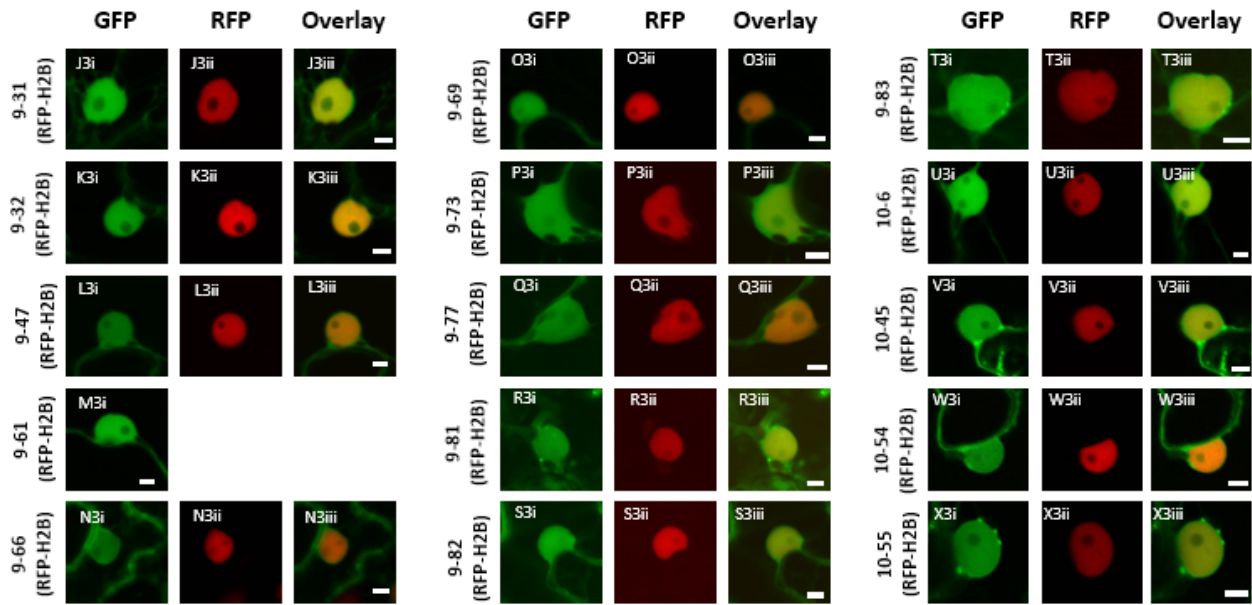 GFP RFP Overlay GFP RFP Overlay GFP RFP Overlay
9-31
(RFP-H2B)
J3i J3ii J3iii
9-69
(RFP-H2B)
O3i O3ii O3iii
9-83
(RFP-H2B)
T3i T3ii T3iii
9-32
(RFP-H2B)
K3i K3ii K3iii
9-73
(RFP-H2B)
P3i P3ii P3iii
10-6
(RFP-H2B)
U3i U3ii U3iii
9-47
(RFP-H2B)
L3i L3ii L3iii
9-77
(RFP-H2B)
Q3i Q3ii Q3iii
10-45
(RFP-H2B)
V3i V3ii V3iii
9-61
(RFP-H2B)
M3i
9-81
(RFP-H2B)
R3i R3ii R3iii
10-54
(RFP-H2B)
W3i W3ii W3iii
9-66
(RFP-H2B)
N3i N3ii N3iii
9-82
(RFP-H2B)
S3i S3ii S3iii
10-55
(RFP-H2B)
X3i X3ii X3iii